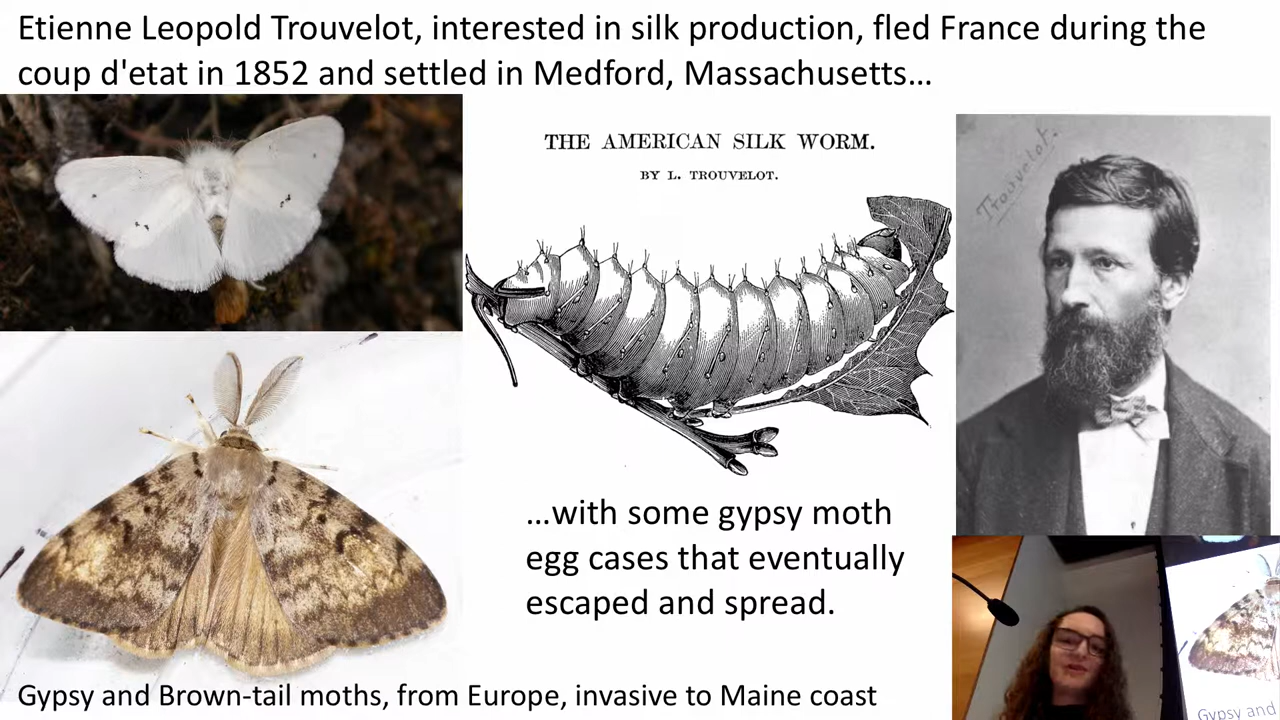 Etienne Leopold Trouvelot, interested in silk production, fled France during the
coup d'etat in 1852 and settled in Medford, Massachusetts…
THE AMERICAN SILK WORM.
BY L. TROUVELOT.
Trouvelot.
…with some gypsy moth
egg cases that eventually
escaped and spread.
Gypsy and Brown-tail moths, from Europe, invasive to Maine coast
Gypsy and